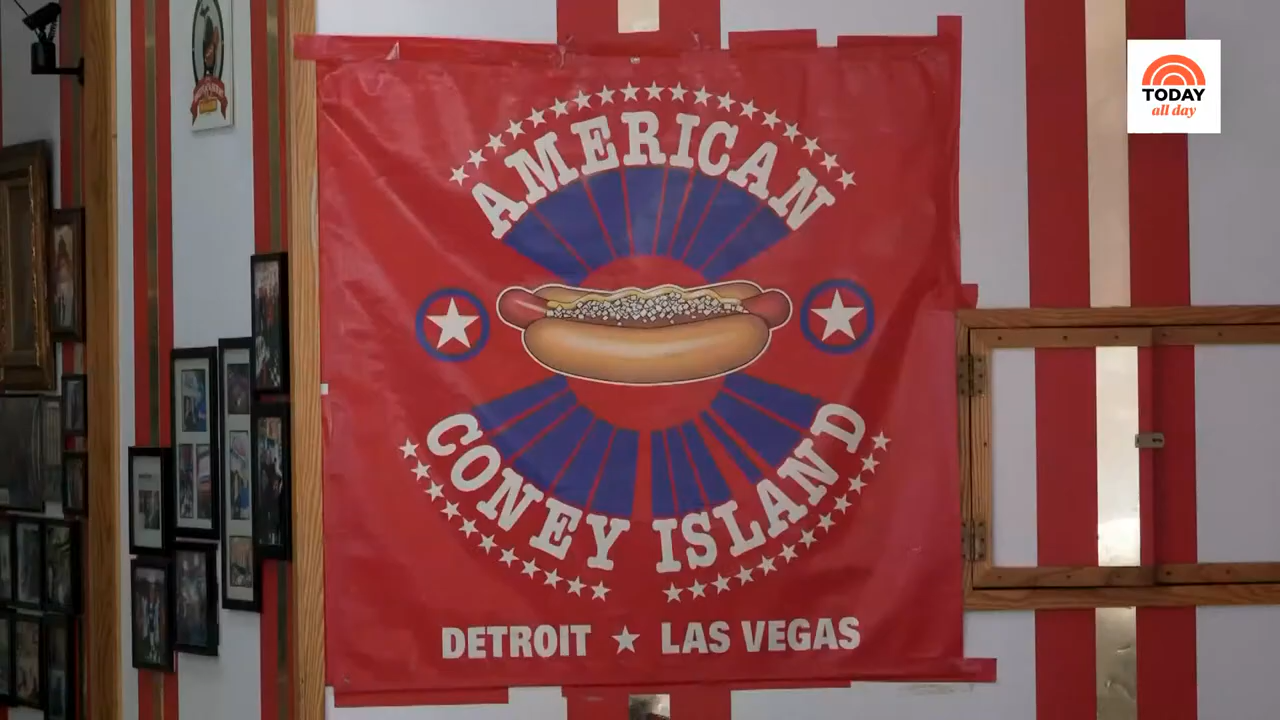 TODAY
all day
AMERICAN
CONEY ISLAND
DETROIT ★ LAS VEGAS